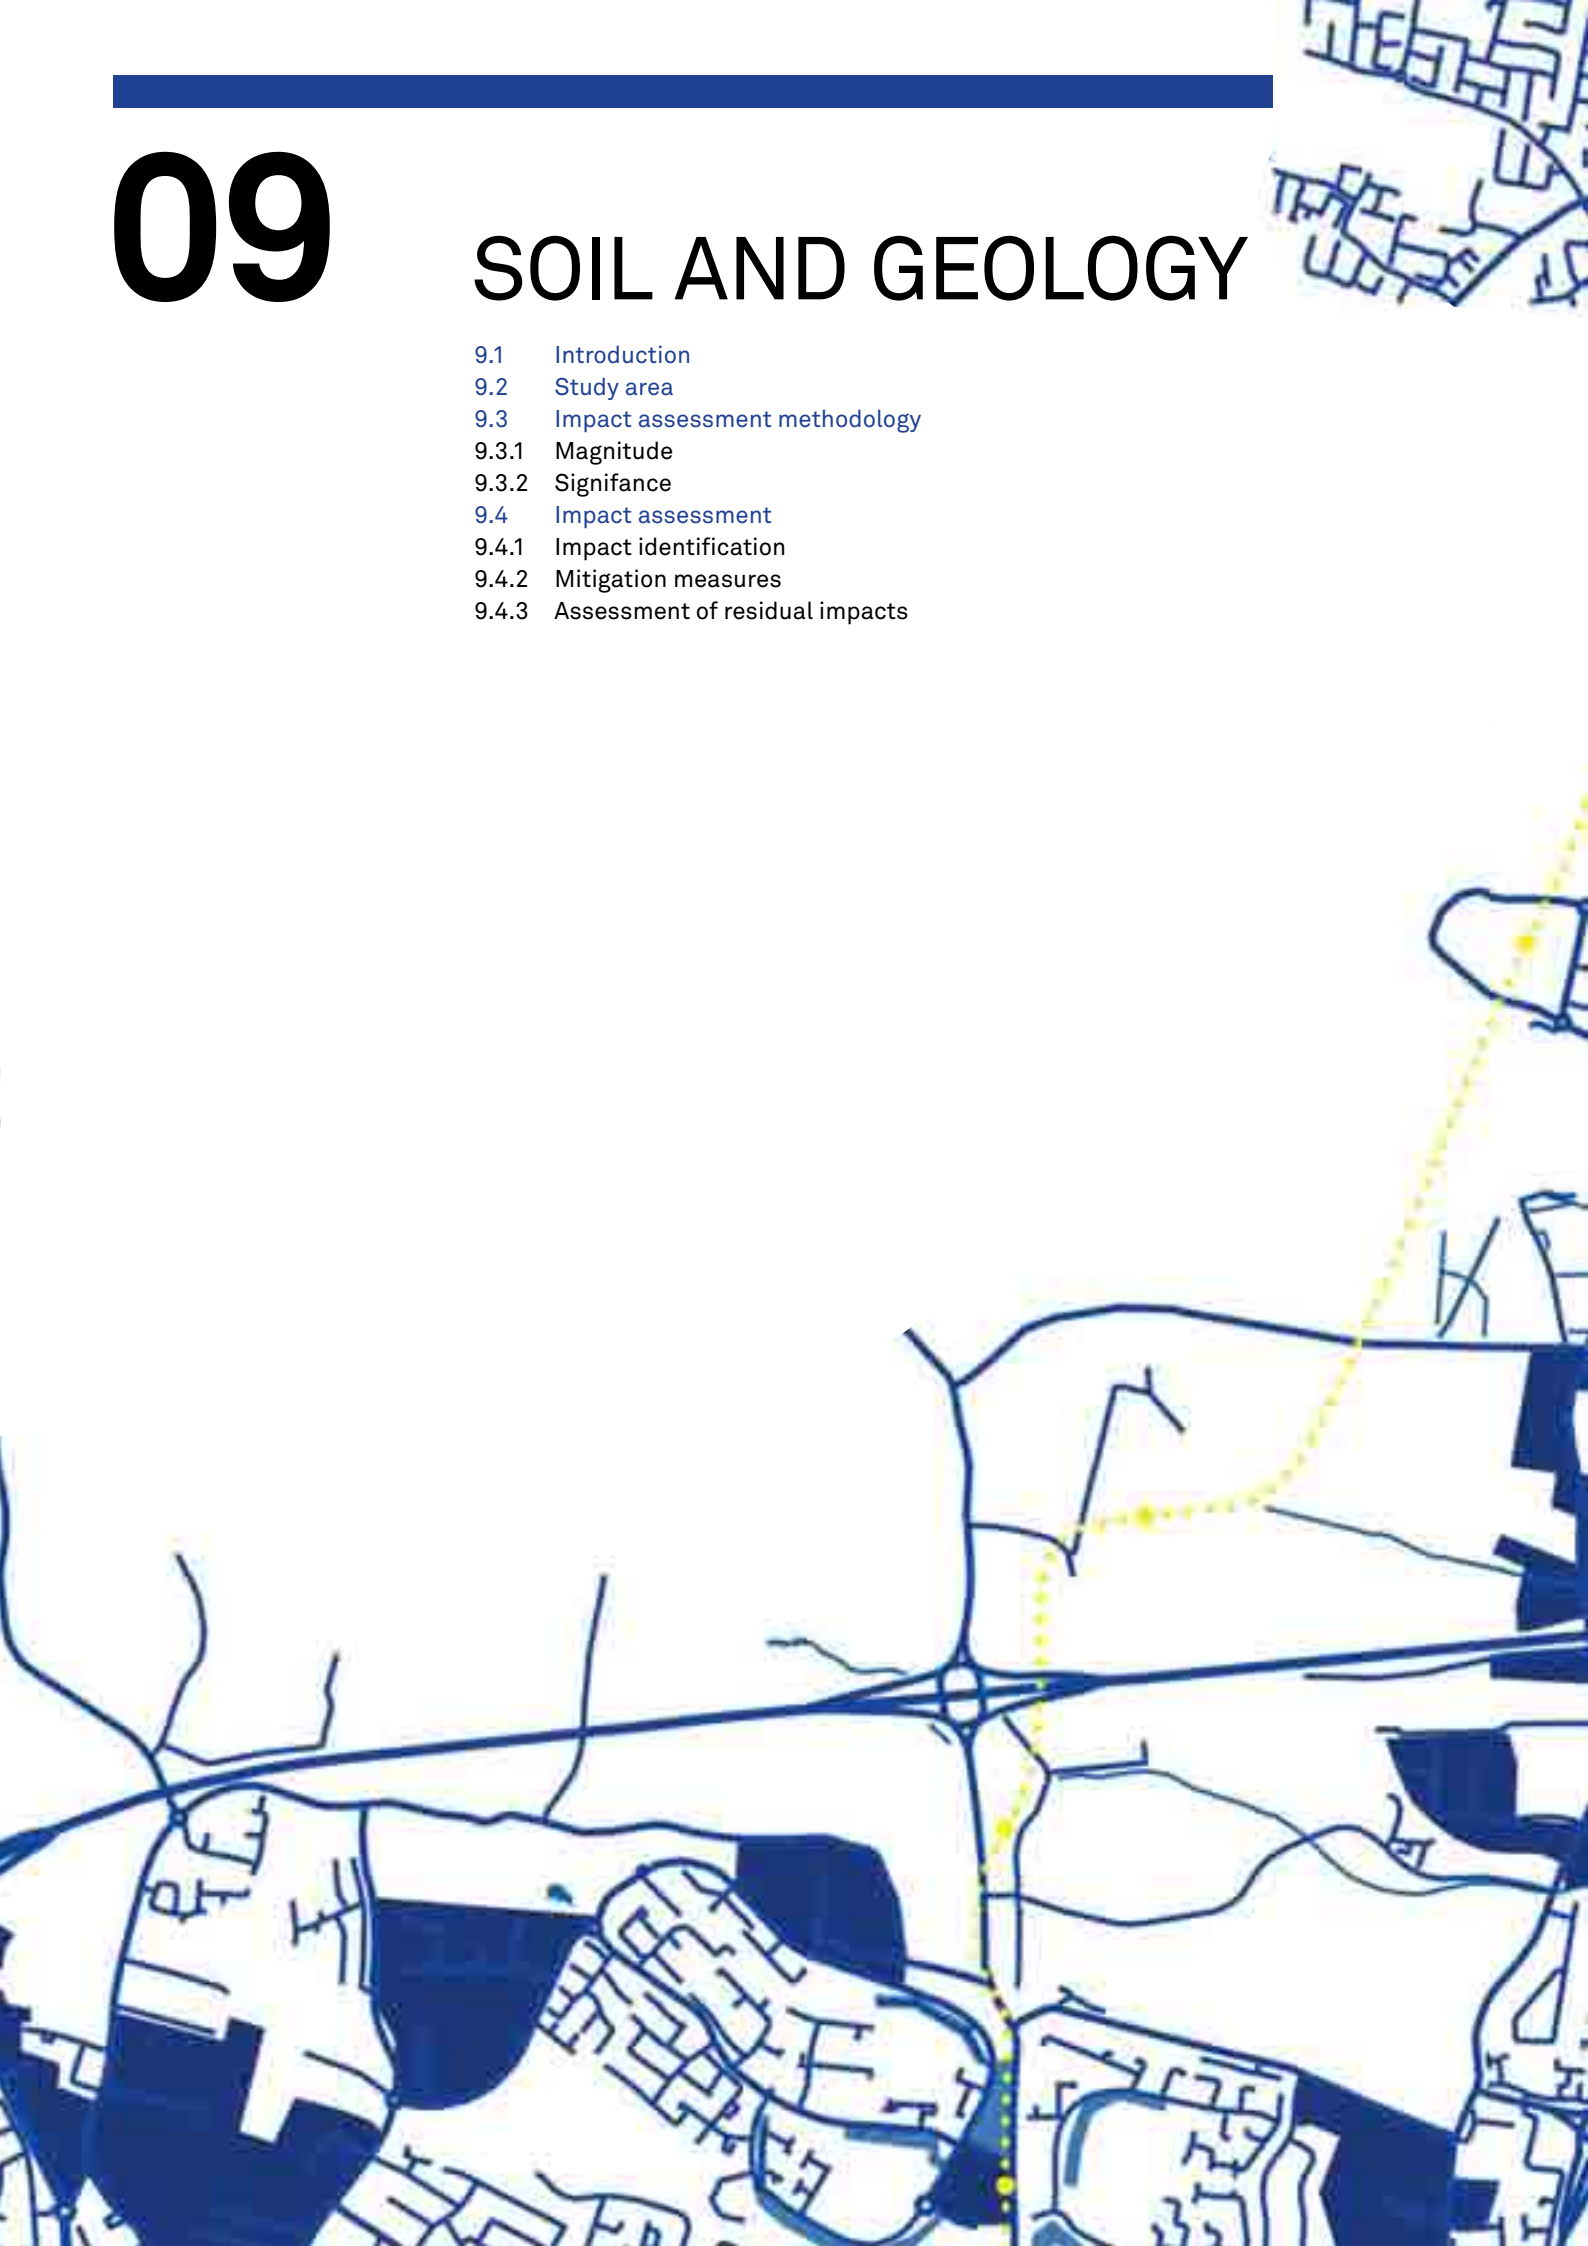 09
SOIL AND GEOLOGY
9.1 Introduction
9.2 Study area
9.3 Impact assessment methodology
9.3.1 Magnitude
9.3.2 Signifance
9.4 Impact assessment
9.4.1 Impact identification
9.4.2 Mitigation measures
9.4.3 Assessment of residual impacts